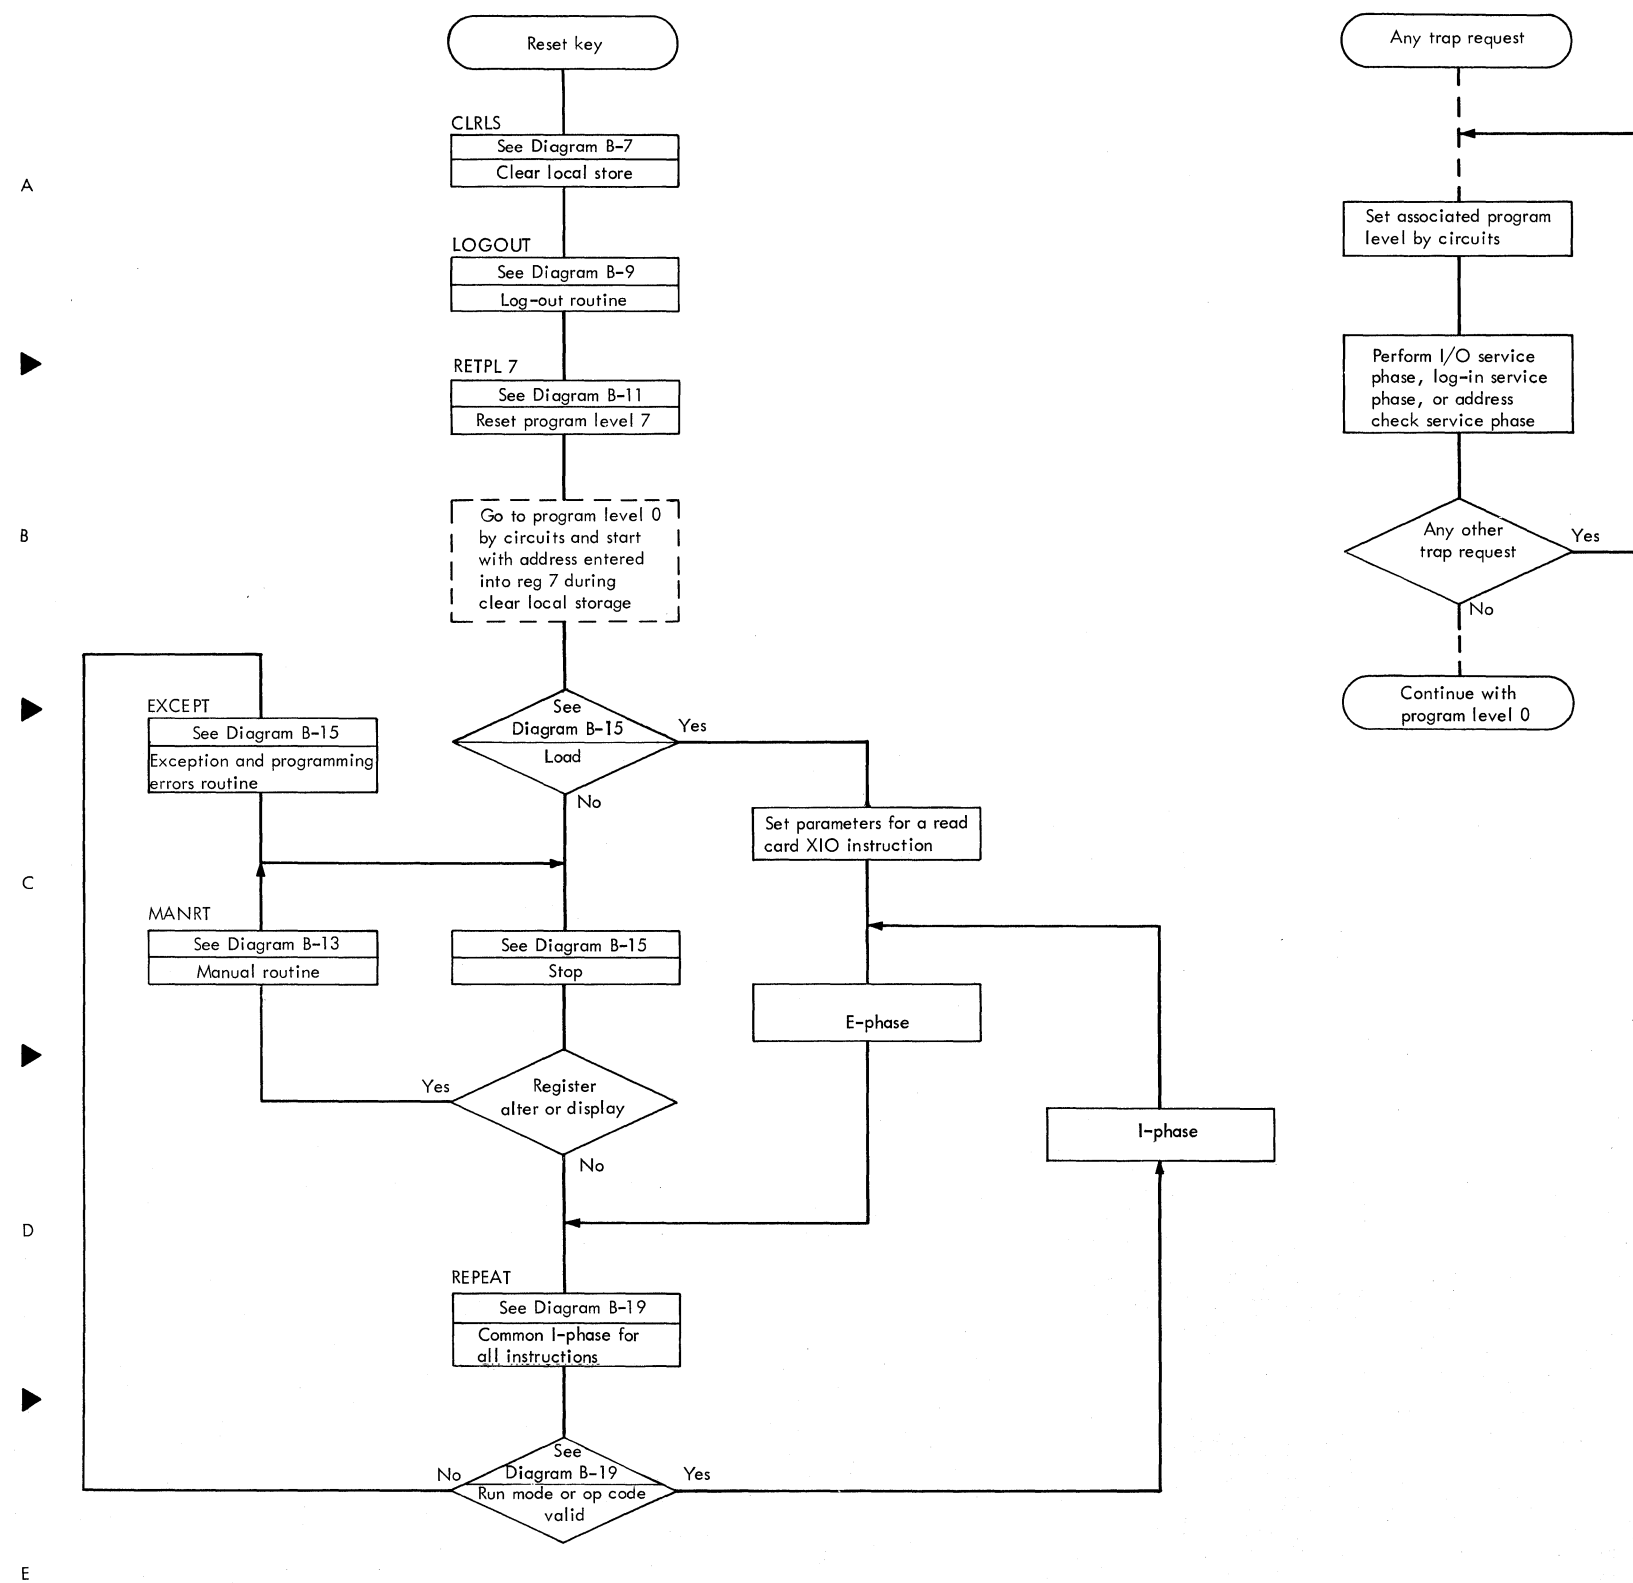 Reset key
CLRLS
See Diagram B-7
Clear local store
A
LOGOUT
See Diagram B-9
Log-out routine
RETPL 7
See Diagram B-11
Reset program level 7
B
Go to program level 0
by circuits and start
with address entered
into reg 7 during
clear local storage
EXCEPT
See Diagram B-15
Exception and programming
errors routine
See
Diagram B-15
Load
Yes
No
Set parameters for a read
card XIO instruction
C
MANRT
See Diagram B-13
Manual routine
See Diagram B-15
Stop
E-phase
Yes
Register
alter or display
No
I-phase
D
REPEAT
See Diagram B-19
Common I-phase for
all instructions
No
See
Diagram B-19
Run mode or op code
valid
Yes
E
Any trap request
Set associated program
level by circuits
Perform I/O service
phase, log-in service
phase, or address
check service phase
Any other
trap request
Yes
No
Continue with
program level 0